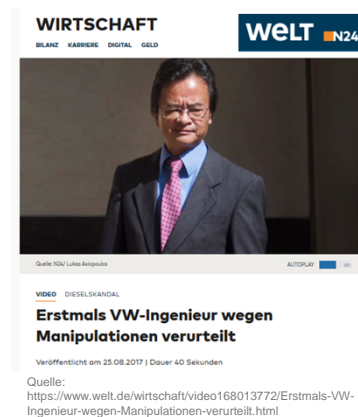 WIRTSCHAFT
WELT N24
BILANZ KARRIERE DIGITAL GELD
Quelle: N24/ Lukas Axiopoulos
AUTOPLAY
VIDEO DIESELSKANDAL
Erstmals VW-Ingenieur wegen
Manipulationen verurteilt
Veröffentlicht am 25.08.2017 | Dauer 40 Sekunden
Quelle:
https://www.welt.de/wirtschaft/video168013772/Erstmals-VW-
Ingenieur-wegen-Manipulationen-verurteilt.html